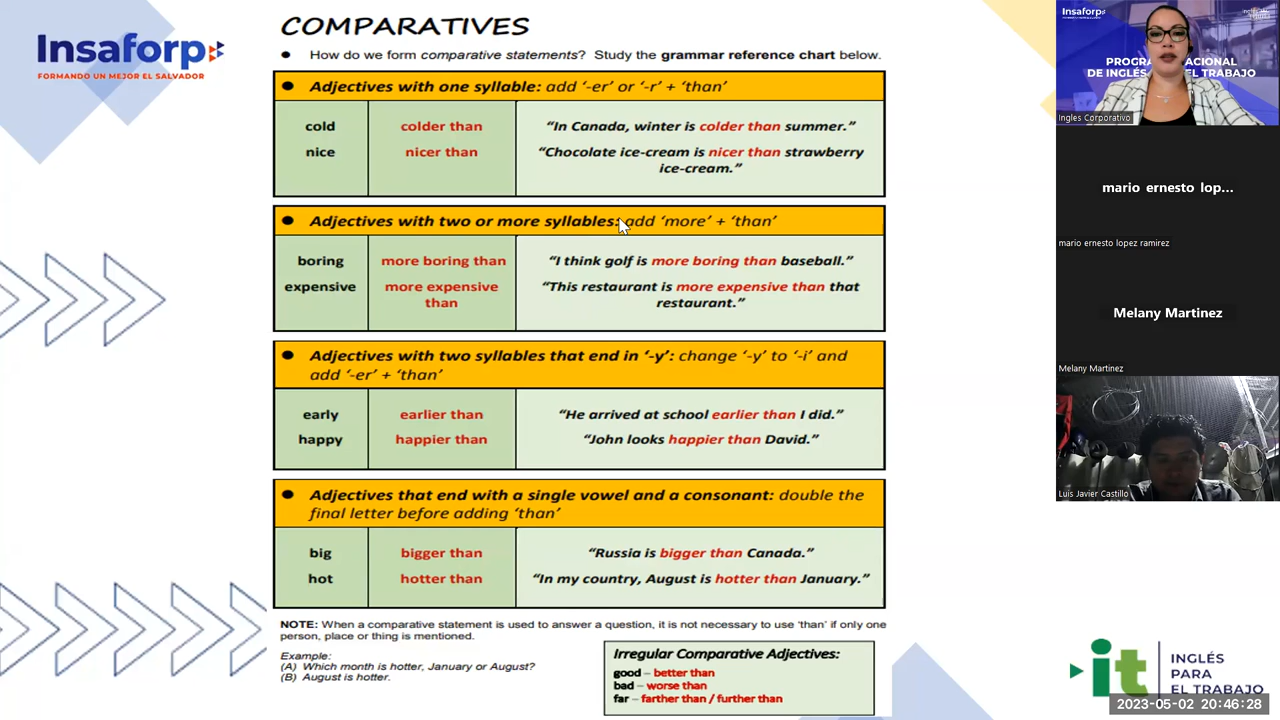 Insaforp
FORMANDO UN MEJOR EL SALVADOR
COMPARATIVES
● How do we form comparative statements? Study the grammar reference chart below.
● Adjectives with one syllable: add ‘-er’ or ‘-r’ + ‘than’
cold colder than “In Canada, winter is colder than summer.”
nice nicer than “Chocolate ice-cream is nicer than strawberry
ice-cream.”
● Adjectives with two or more syllables: add ‘more’ + ‘than’
boring more boring than “I think golf is more boring than baseball.”
expensive more expensive “This restaurant is more expensive than that
than restaurant.”
● Adjectives with two syllables that end in ‘-y’: change ‘-y’ to ‘-i’ and
add ‘-er’ + ‘than’
early earlier than “He arrived at school earlier than I did.”
happy happier than “John looks happier than David.”
● Adjectives that end with a single vowel and a consonant: double the
final letter before adding ‘than’
big bigger than “Russia is bigger than Canada.”
hot hotter than “In my country, August is hotter than January.”
NOTE: When a comparative statement is used to answer a question, it is not necessary to use ‘than’ if only one
person, place or thing is mentioned.
Example:
(A) Which month is hotter, January or August?
(B) August is hotter.
Irregular Comparative Adjectives:
good – better than
bad – worse than
far – farther than / further than
Insaforp
PROGRA ACIONAL
DE INGLÉS EL TRABAJO
Ingles Corporativo
mario ernesto lop...
mario ernesto lopez ramirez
Melany Martinez
Melany Martinez
Luis Javier Castillo
it
INGLÉS
PARA
EL TRABAJO
2023-05-02 20:46:28